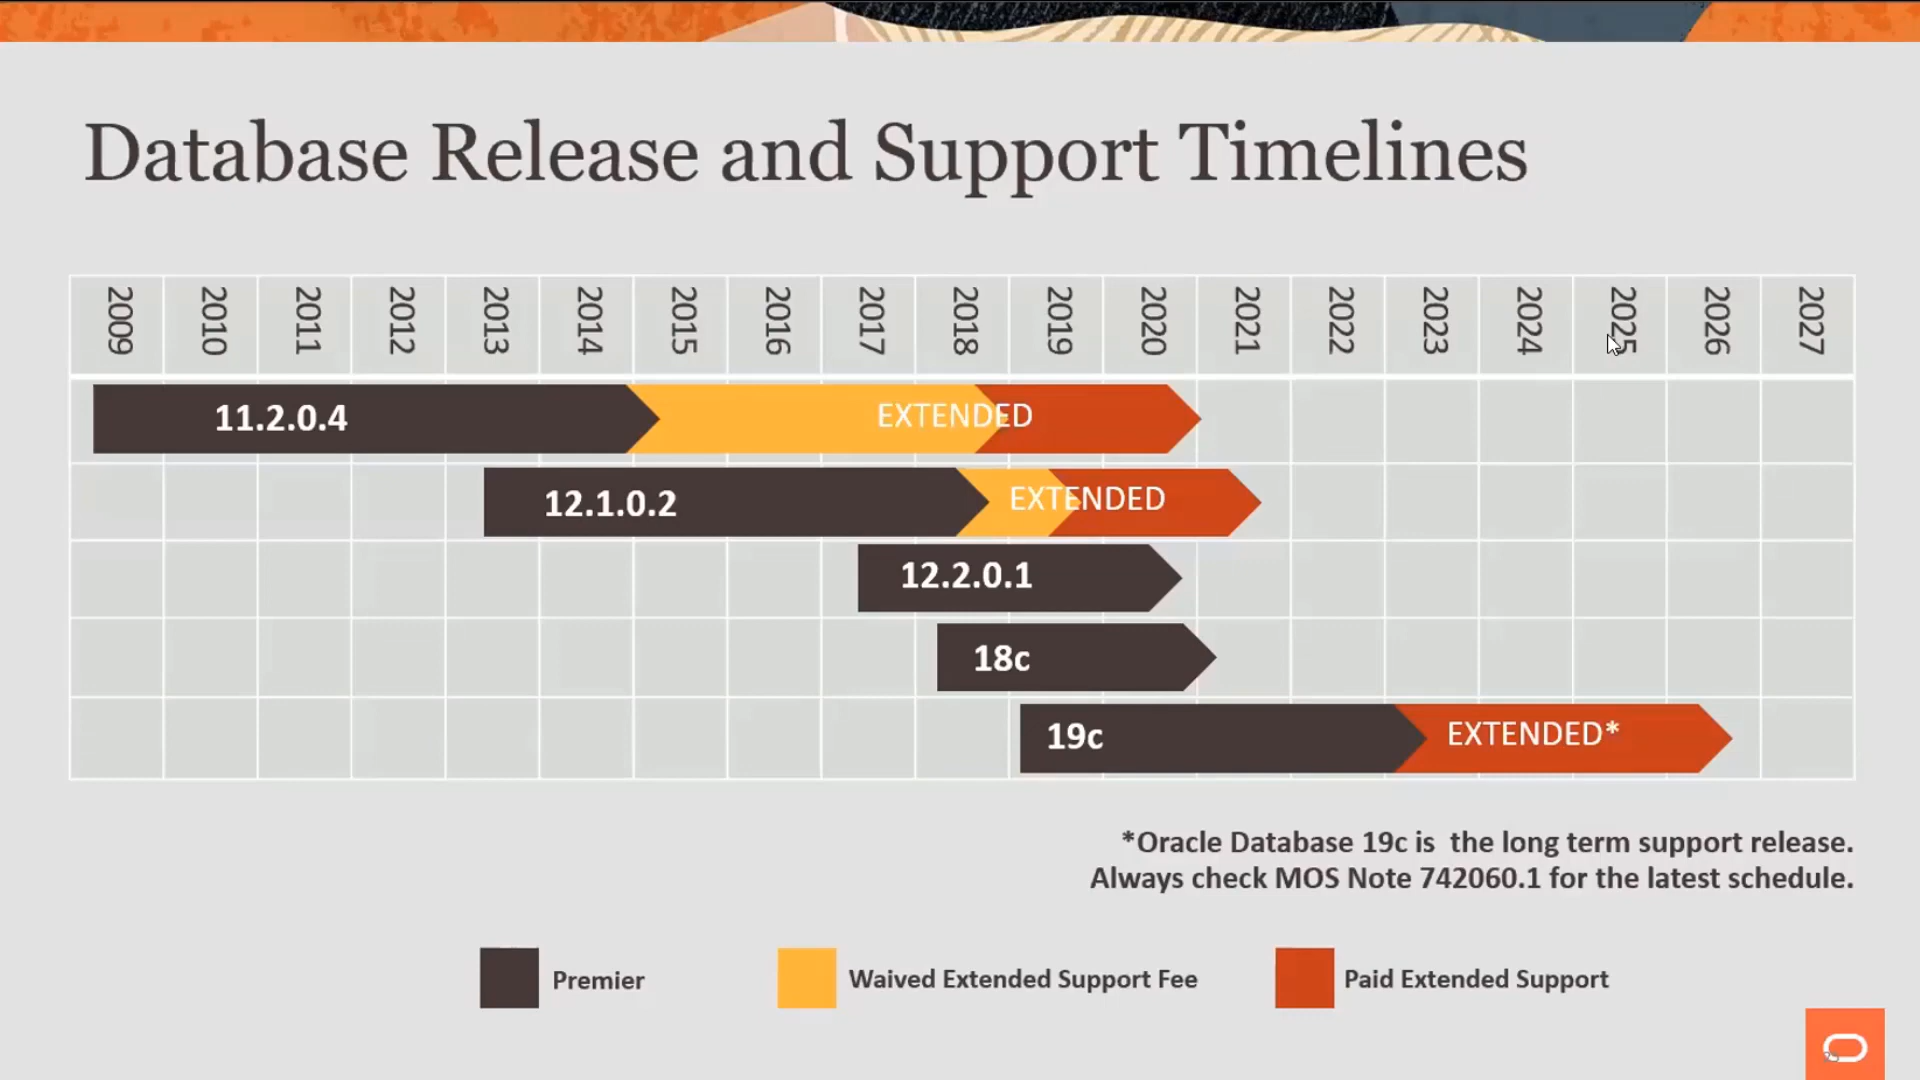 Database Release and Support Timelines
2009 2010 2011 2012 2013 2014 2015 2016 2017 2018 2019 2020 2021 2022 2023 2024 2025 2026 2027
11.2.0.4 EXTENDED
12.1.0.2 EXTENDED
12.2.0.1
18c
19c EXTENDED*
*Oracle Database 19c is the long term support release.
Always check MOS Note 742060.1 for the latest schedule.
Premier Waived Extended Support Fee Paid Extended Support